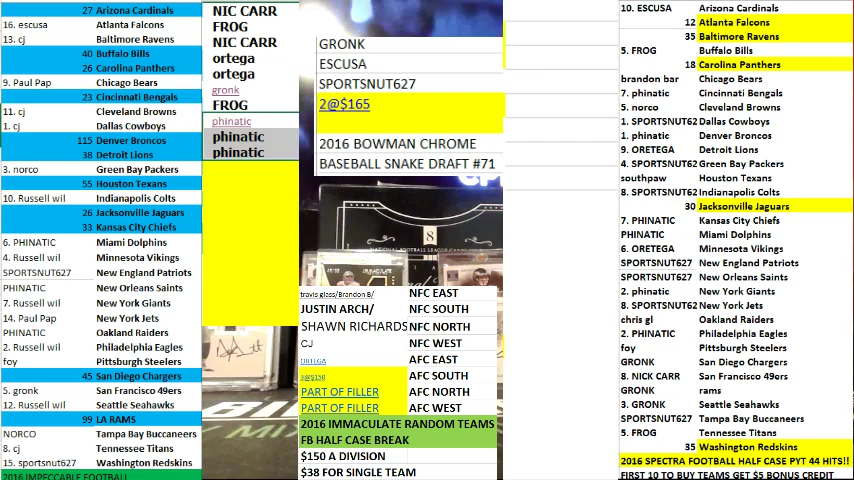 27 Arizona Cardinals
16. escusa Atlanta Falcons
13. cj Baltimore Ravens
40 Buffalo Bills
26 Carolina Panthers
9. Paul Pap Chicago Bears
23 Cincinnati Bengals
11. cj Cleveland Browns
1. cj Dallas Cowboys
115 Denver Broncos
38 Detroit Lions
3. norco Green Bay Packers
55 Houston Texans
10. Russell wil Indianapolis Colts
26 Jacksonville Jaguars
33 Kansas City Chiefs
6. PHINATIC Miami Dolphins
4. Russell wil Minnesota Vikings
SPORTSNUT627 New England Patriots
PHINATIC New Orleans Saints
7. Russell wil New York Giants
14. Paul Pap New York Jets
PHINATIC Oakland Raiders
2. Russell wil Philadelphia Eagles
foy Pittsburgh Steelers
45 San Diego Chargers
5. gronk San Francisco 49ers
12. Russell wil Seattle Seahawks
99 LA RAMS
NORCO Tampa Bay Buccaneers
8. cj Tennessee Titans
15. sportsnut627 Washington Redskins
2016 IMPECCABLE FOOTBALL
NIC CARR
FROG
NIC CARR
ortega
ortega
gronk
FROG
phinatic
phinatic
phinatic
GRONK
ESCUSA
SPORTSNUT627
2@$165
2016 BOWMAN CHROME
BASEBALL SNAKE DRAFT #71
8
travis glass/Brandon B/ NFC EAST
JUSTIN ARCH/ NFC SOUTH
SHAWN RICHARDS NFC NORTH
CJ NFC WEST
ORTEGA AFC EAST
3@$150 AFC SOUTH
PART OF FILLER AFC NORTH
PART OF FILLER AFC WEST
2016 IMMACULATE RANDOM TEAMS
FB HALF CASE BREAK
$150 A DIVISION
$38 FOR SINGLE TEAM
10. ESCUSA Arizona Cardinals
12 Atlanta Falcons
35 Baltimore Ravens
5. FROG Buffalo Bills
18 Carolina Panthers
brandon bar Chicago Bears
7. phinatic Cincinnati Bengals
5. norco Cleveland Browns
1. SPORTSNUT62 Dallas Cowboys
1. phinatic Denver Broncos
9. ORETGA Detroit Lions
4. SPORTSNUT62 Green Bay Packers
southpaw Houston Texans
8. SPORTSNUT62 Indianapolis Colts
30 Jacksonville Jaguars
7. PHINATIC Kansas City Chiefs
PHINATIC Miami Dolphins
6. ORETGA Minnesota Vikings
SPORTSNUT627 New England Patriots
SPORTSNUT627 New Orleans Saints
2. phinatic New York Giants
8. SPORTSNUT62 New York Jets
chris gl Oakland Raiders
2. PHINATIC Philadelphia Eagles
foy Pittsburgh Steelers
GRONK San Diego Chargers
8. NICK CARR San Francisco 49ers
GRONK rams
3. GRONK Seattle Seahawks
SPORTSNUT627 Tampa Bay Buccaneers
5. FROG Tennessee Titans
35 Washington Redskins
2016 SPECTRA FOOTBALL HALF CASE PYT 44 HITS!!
FIRST 10 TO BUY TEAMS GET $5 BONUS CREDIT